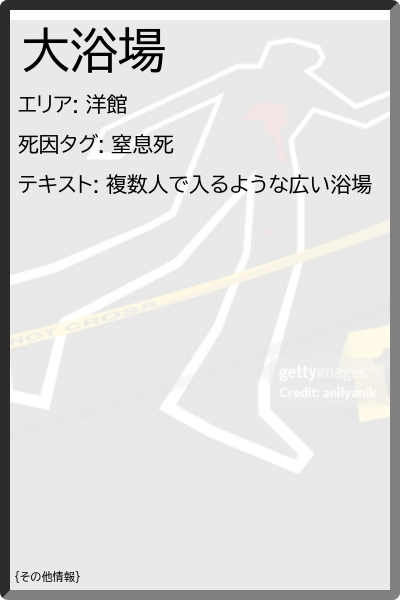 大浴場
エリア: 洋館
死因タグ: 窒息死
テキスト: 複数人で入るような広い浴場
NOT CROSS
gettyimages
Credit: anilyanik
{その他情報}